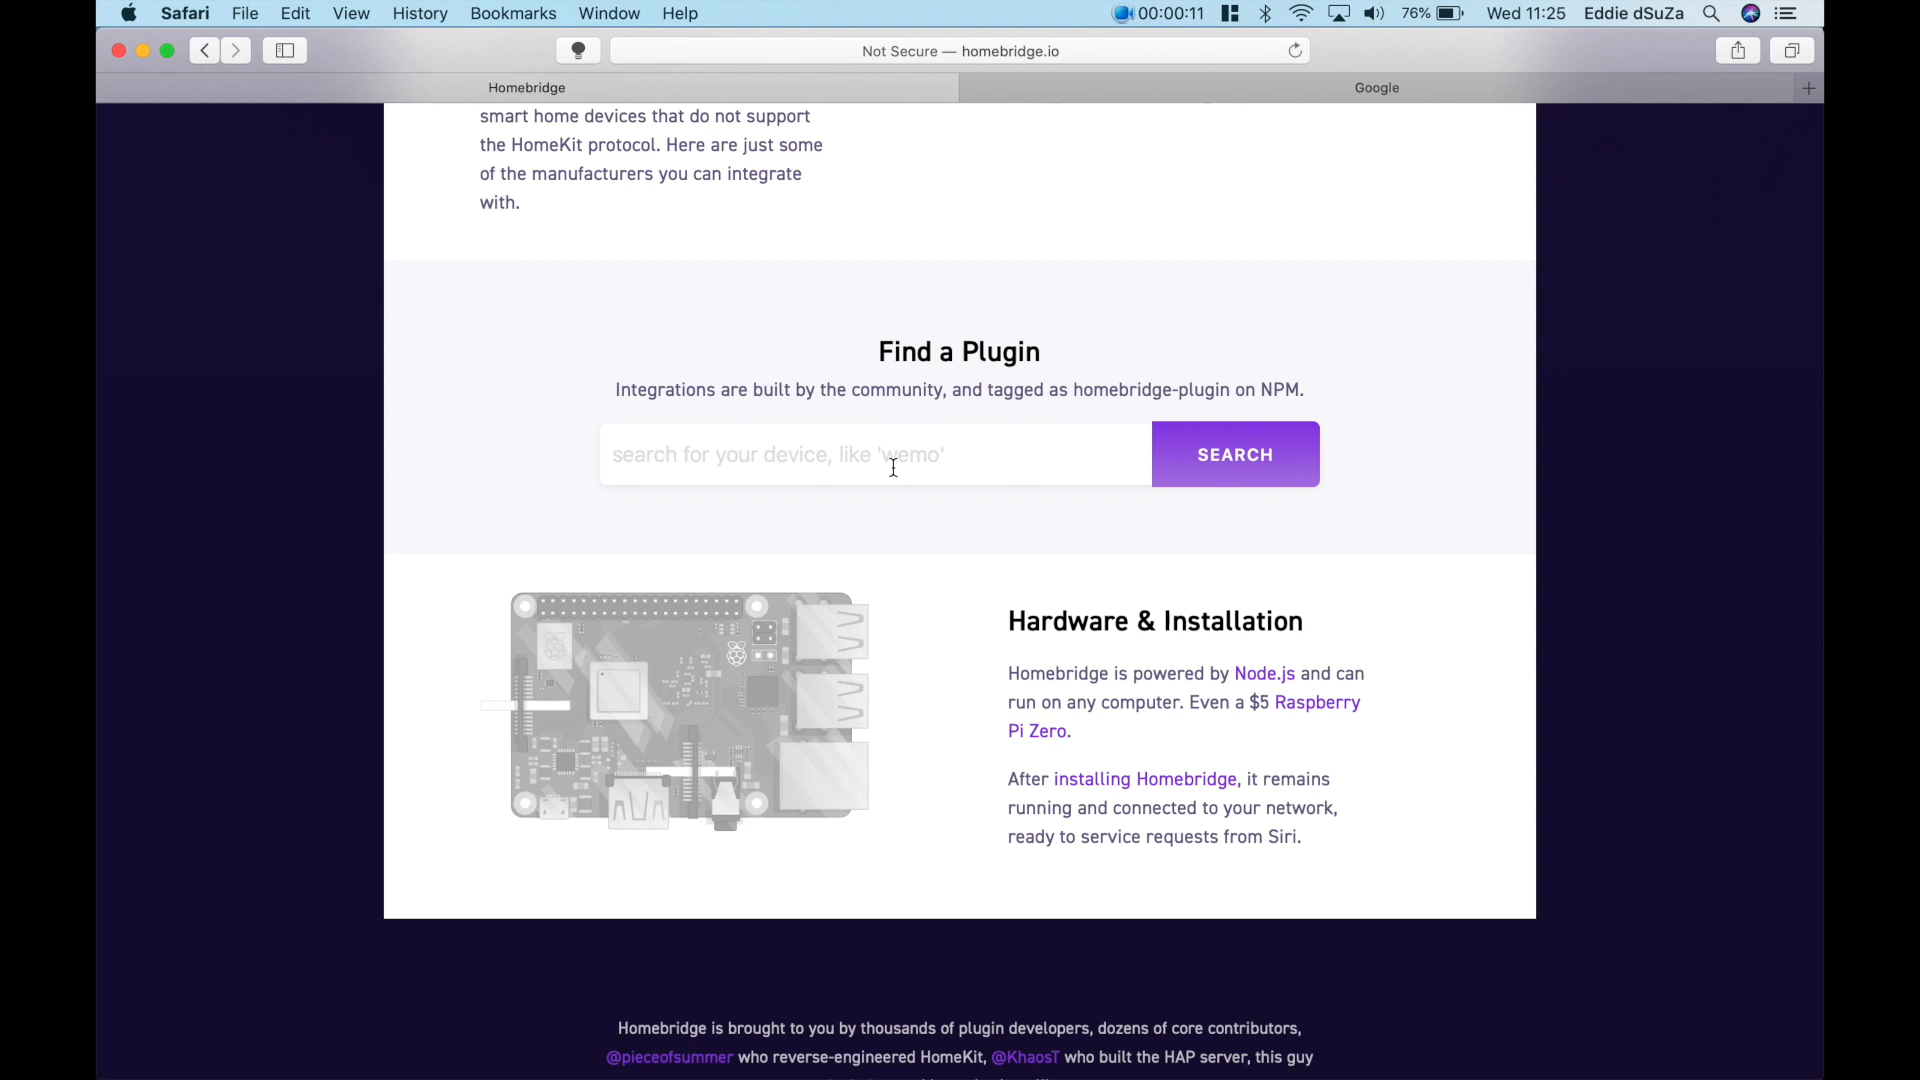 Safari File Edit View History Bookmarks Window Help 00:00:11 76% Wed 11:25 Eddie dSuZa
Not Secure — homebridge.io
Homebridge Google
smart home devices that do not support
the HomeKit protocol. Here are just some
of the manufacturers you can integrate
with.
Find a Plugin
Integrations are built by the community, and tagged as homebridge-plugin on NPM.
search for your device, like 'wemo' SEARCH
Hardware & Installation
Homebridge is powered by Node.js and can
run on any computer. Even a $5 Raspberry
Pi Zero.
After installing Homebridge, it remains
running and connected to your network,
ready to service requests from Siri.
Homebridge is brought to you by thousands of plugin developers, dozens of core contributors,
@pieceofsummer who reverse-engineered HomeKit, @KhaosT who built the HAP server, this guy